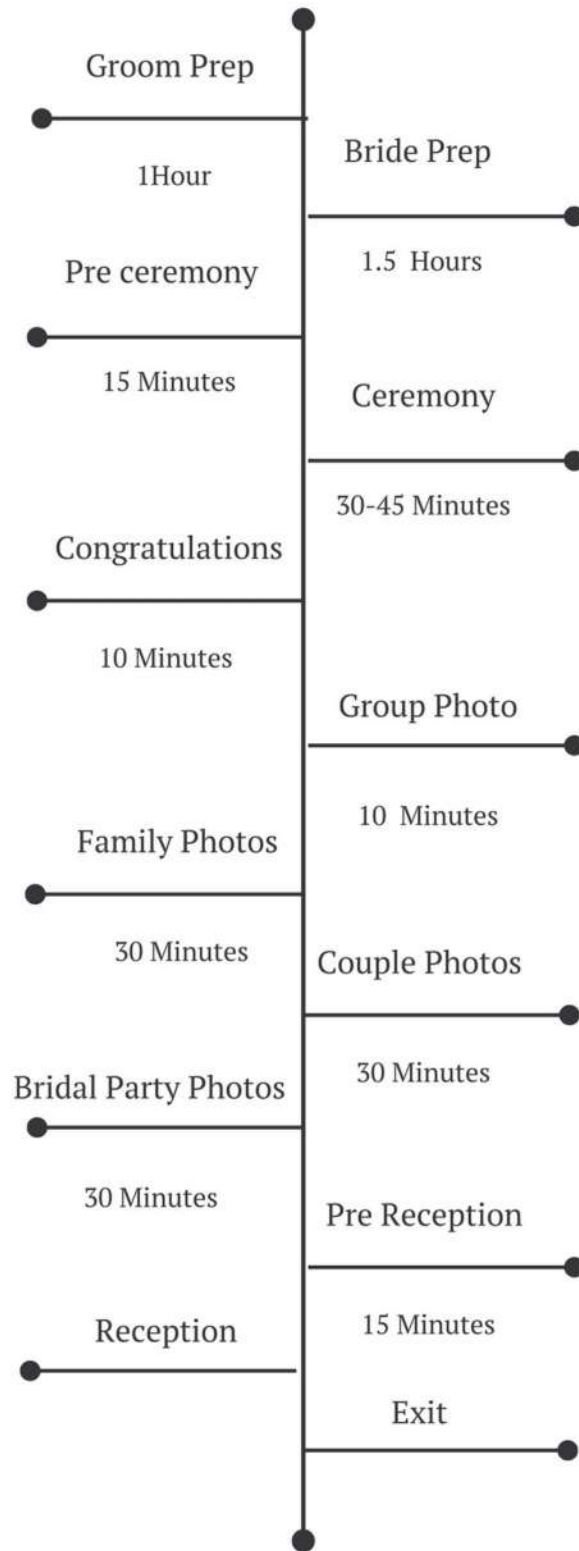 Groom Prep
1Hour
Bride Prep
1.5 Hours
Pre ceremony
15 Minutes
Ceremony
30-45 Minutes
Congratulations
10 Minutes
Group Photo
10 Minutes
Family Photos
30 Minutes
Couple Photos
30 Minutes
Bridal Party Photos
30 Minutes
Pre Reception
15 Minutes
Reception
Exit